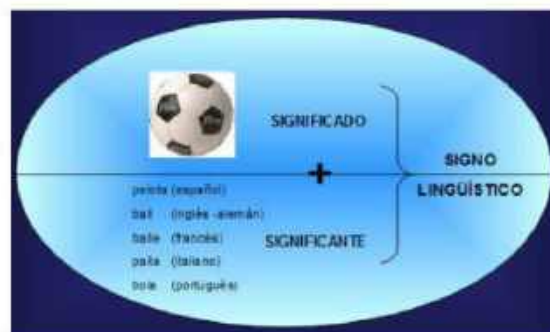 SIGNIFICADO
+
SIGNO
LINGÜÍSTICO
pelota (español)
ball (inglés-alemán)
balle (francés)
SIGNIFICANTE
palla (italiano)
bola (portugués)